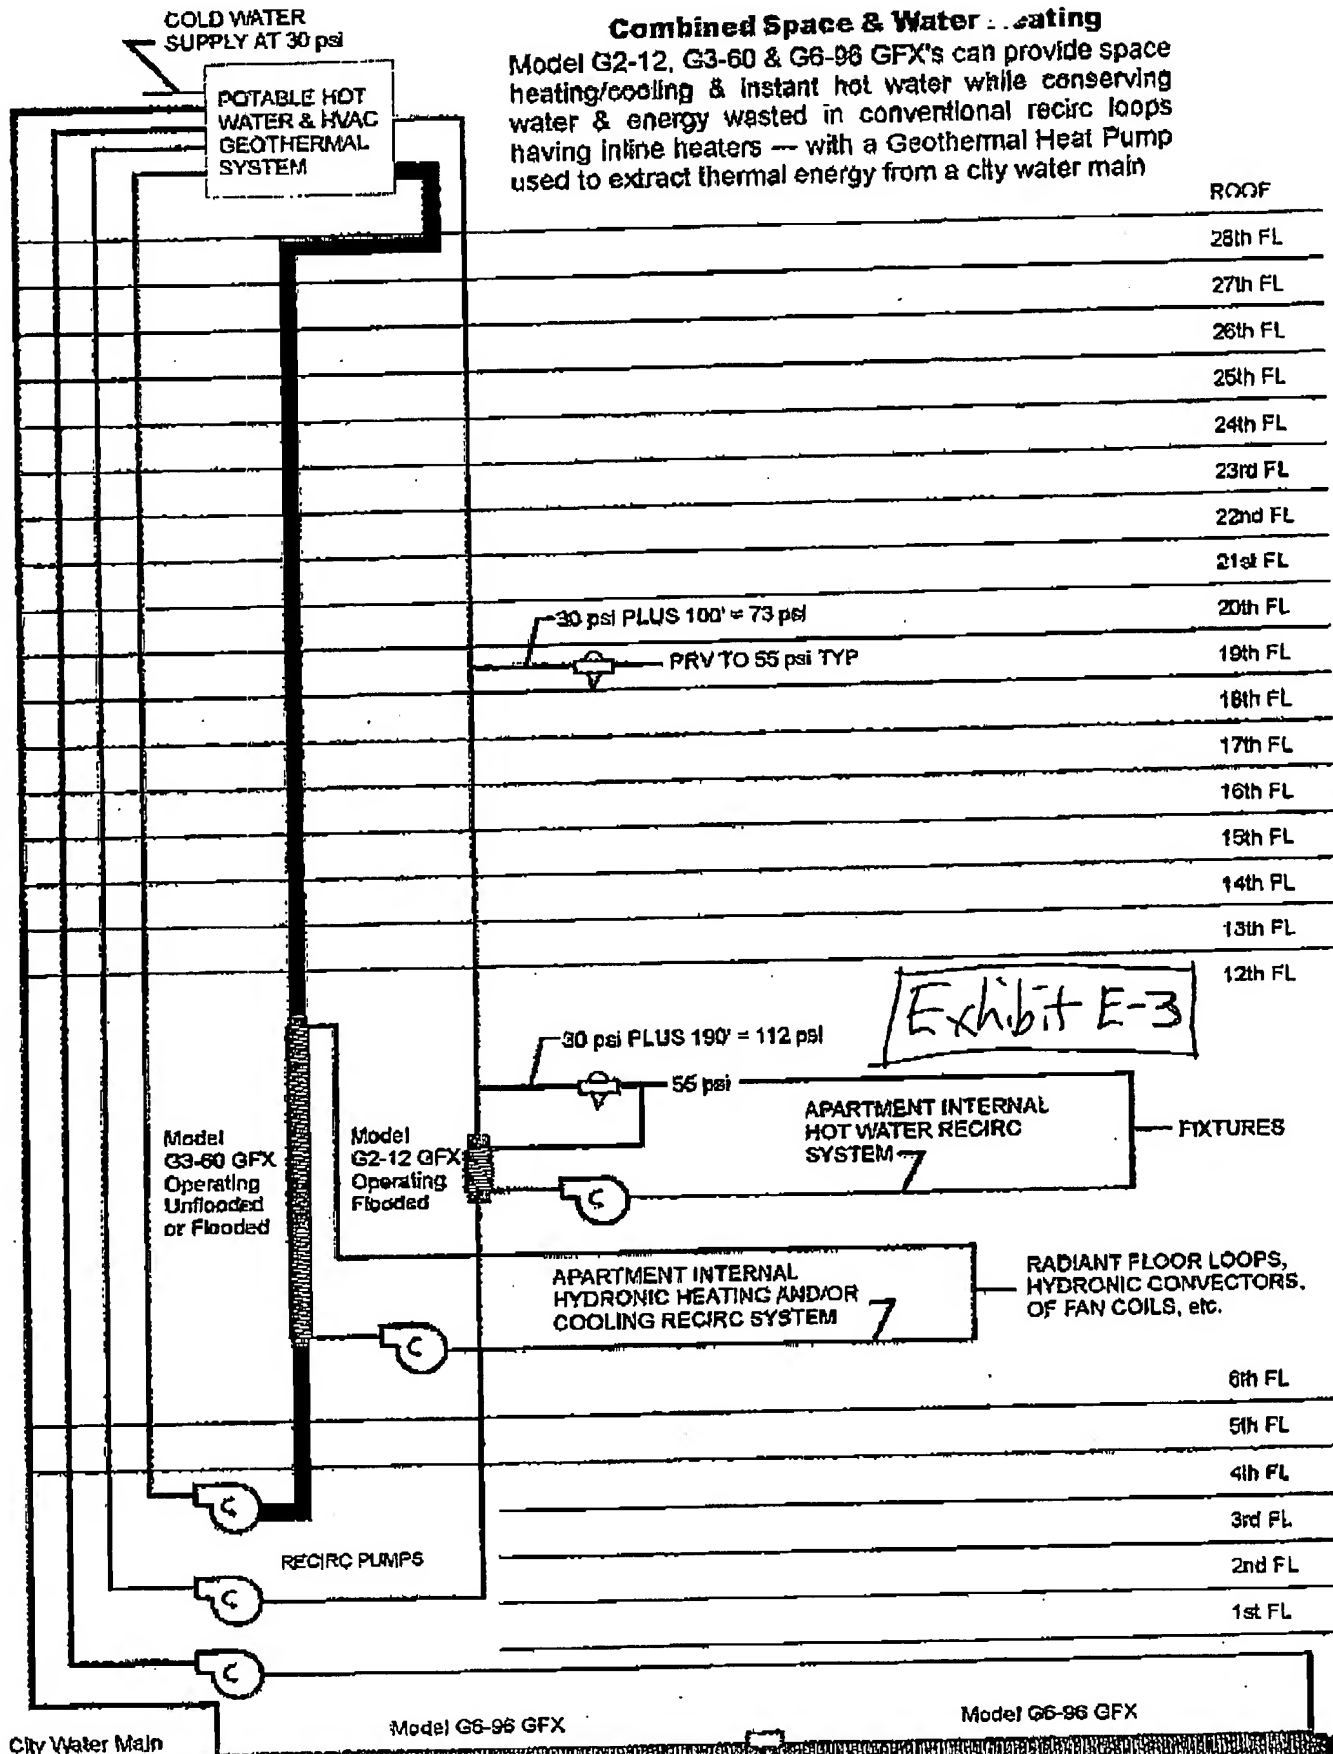 COLD WATER
SUPPLY AT 30 psi
Combined Space & Water
Model G2-12, G3-60 & G6-96 GFX's can provide space
heating/cooling & instant hot water while conserving
water & energy wasted in conventional recirc loops
having inline heaters — with a Geothermal Heat Pump
used to extract thermal energy from a city water main
POTABLE HOT
WATER & HVAC
GEOTHERMAL
SYSTEM
ROOF
28th FL
27th FL
26th FL
25th FL
24th FL
23rd FL
22nd FL
21st FL
20th FL
30 psi PLUS 100' = 73 psi
19th FL
PRV TO 55 psi TYP
18th FL
17th FL
16th FL
15th FL
14th FL
13th FL
12th FL
Exhibit E-3
30 psi PLUS 190' = 112 psi
55 psi
APARTMENT INTERNAL
HOT WATER RECIRC
SYSTEM
FIXTURES
Model
G3-60 GFX
Operating
Unflooded
or Flooded
Model
G2-12 GFX
Operating
Flooded
C
APARTMENT INTERNAL
HYDRONIC HEATING AND/OR
COOLING RECIRC SYSTEM
RADIANT FLOOR LOOPS,
HYDRONIC CONVECTORS,
OF FAN COILS, etc.
C
6th FL
5th FL
4th FL
C
3rd FL
RECIRC PUMPS
2nd FL
C
1st FL
C
Model G6-96 GFX
Model G6-96 GFX
City Water Main